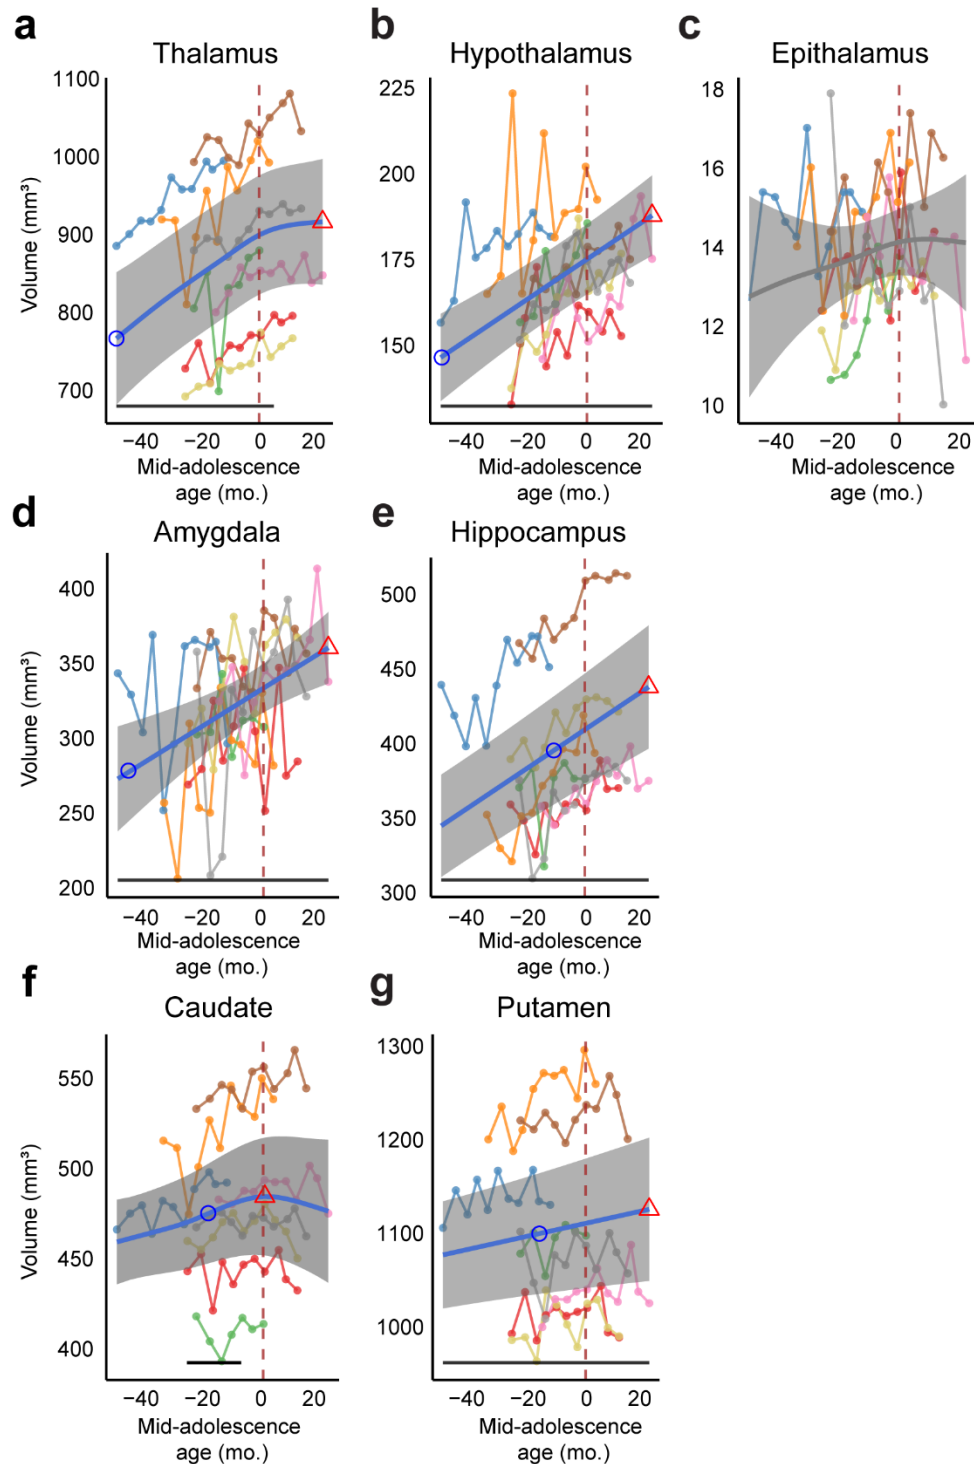 a
Thalamus
Volume (mm³)
1100
1000
900
800
700
−40 −20 0 20
Mid-adolescence
age (mo.)
b
Hypothalamus
225
200
175
150
−40 −20 0 20
Mid-adolescence
age (mo.)
c
Epithalamus
18
16
14
12
10
−40 −20 0 20
Mid-adolescence
age (mo.)
d
Amygdala
Volume (mm³)
400
350
300
250
200
−40 −20 0 20
Mid-adolescence
age (mo.)
e
Hippocampus
500
450
400
350
300
−40 −20 0 20
Mid-adolescence
age (mo.)
f
Caudate
Volume (mm³)
550
500
450
400
−40 −20 0 20
Mid-adolescence
age (mo.)
g
Putamen
1300
1200
1100
1000
−40 −20 0 20
Mid-adolescence
age (mo.)